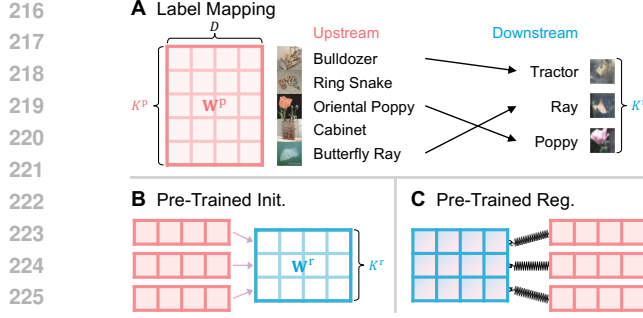 216
217
218
219
220
221
222
223
224
225
A Label Mapping
D
Upstream
Downstream
K^p
W^p
Bulldozer
Ring Snake
Oriental Poppy
Cabinet
Butterfly Ray
Tractor
Ray
Poppy
B Pre-Trained Init.
W^r
K^r
C Pre-Trained Reg.